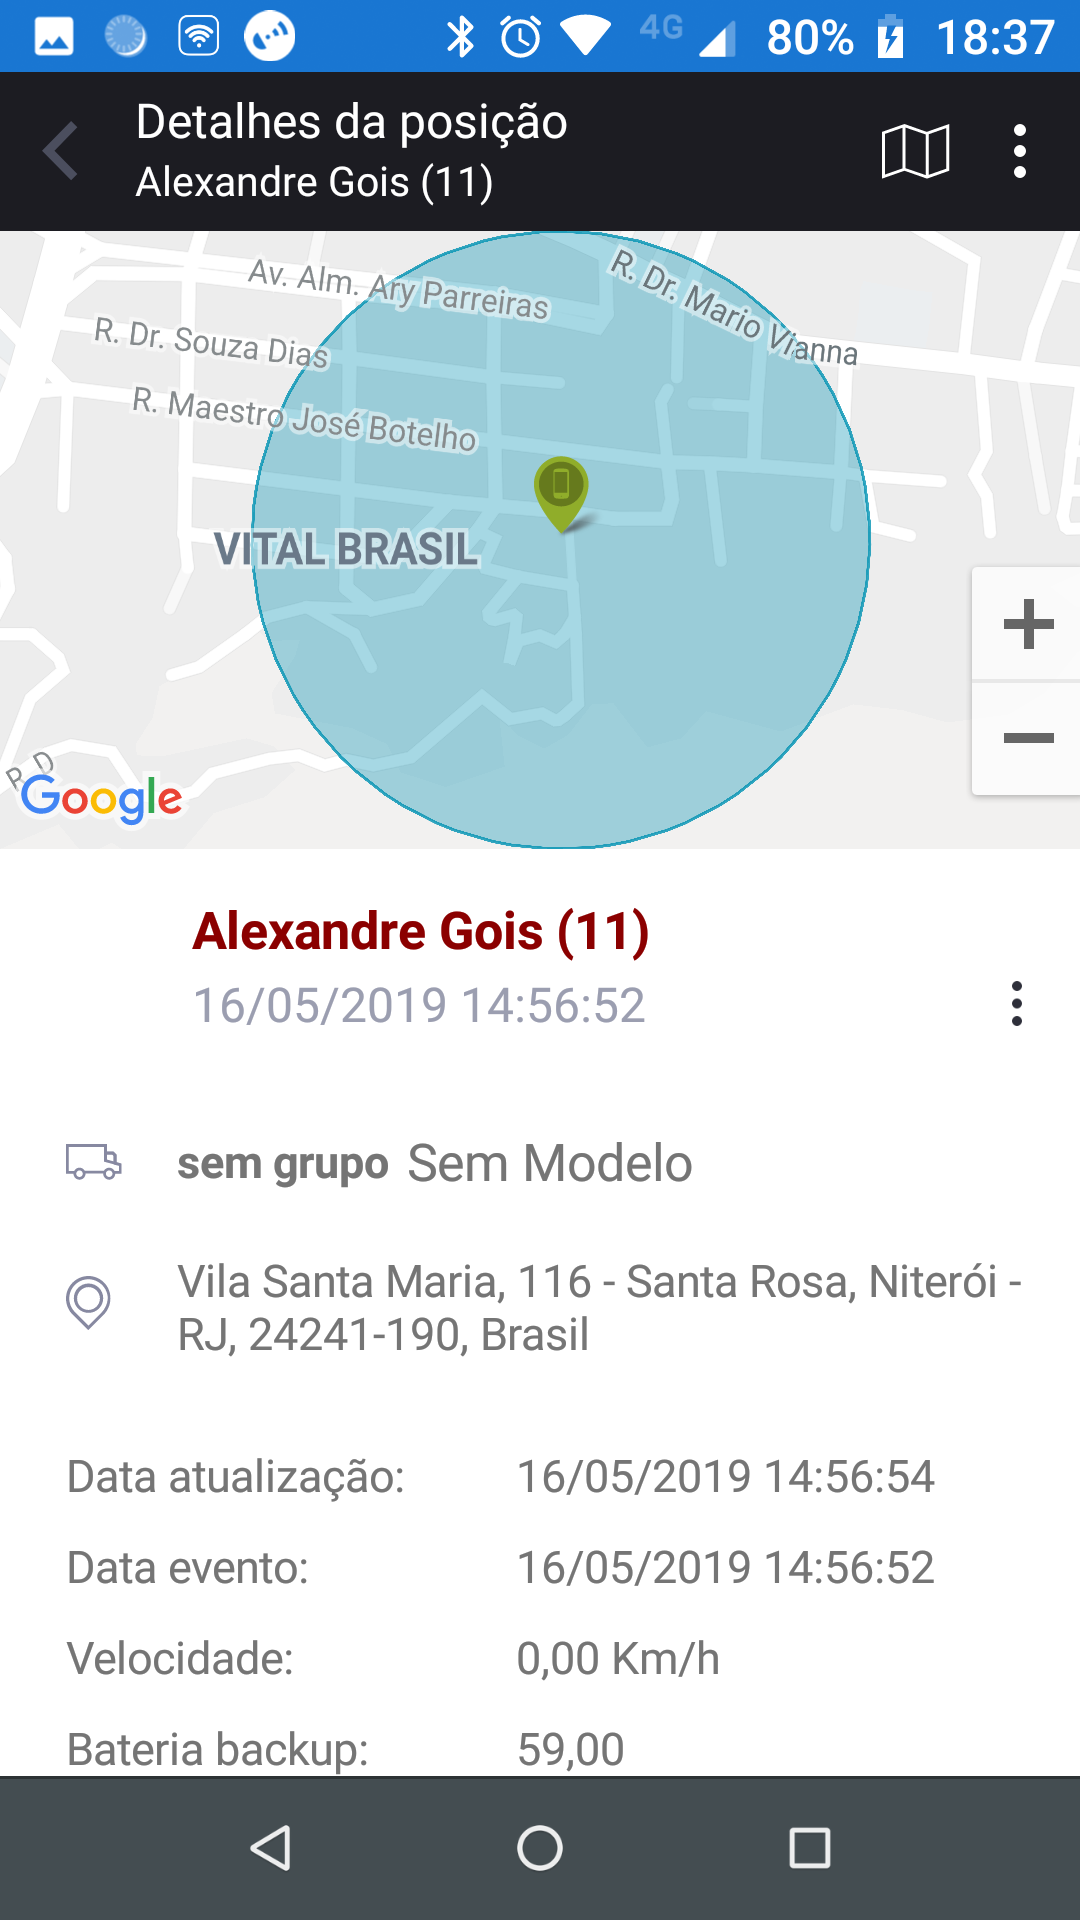 4G 80% 18:37
Detalhes da posição
Alexandre Gois (11)
Av. Alm. Ary Parreiras
R. Dr. Mario Vianna
R. Dr. Souza Dias
R. Maestro José Botelho
VITAL BRASIL
R. D
Google
Alexandre Gois (11)
16/05/2019 14:56:52
sem grupo Sem Modelo
Vila Santa Maria, 116 - Santa Rosa, Niterói -
RJ, 24241-190, Brasil
Data atualização: 16/05/2019 14:56:54
Data evento: 16/05/2019 14:56:52
Velocidade: 0,00 Km/h
Bateria backup: 59,00